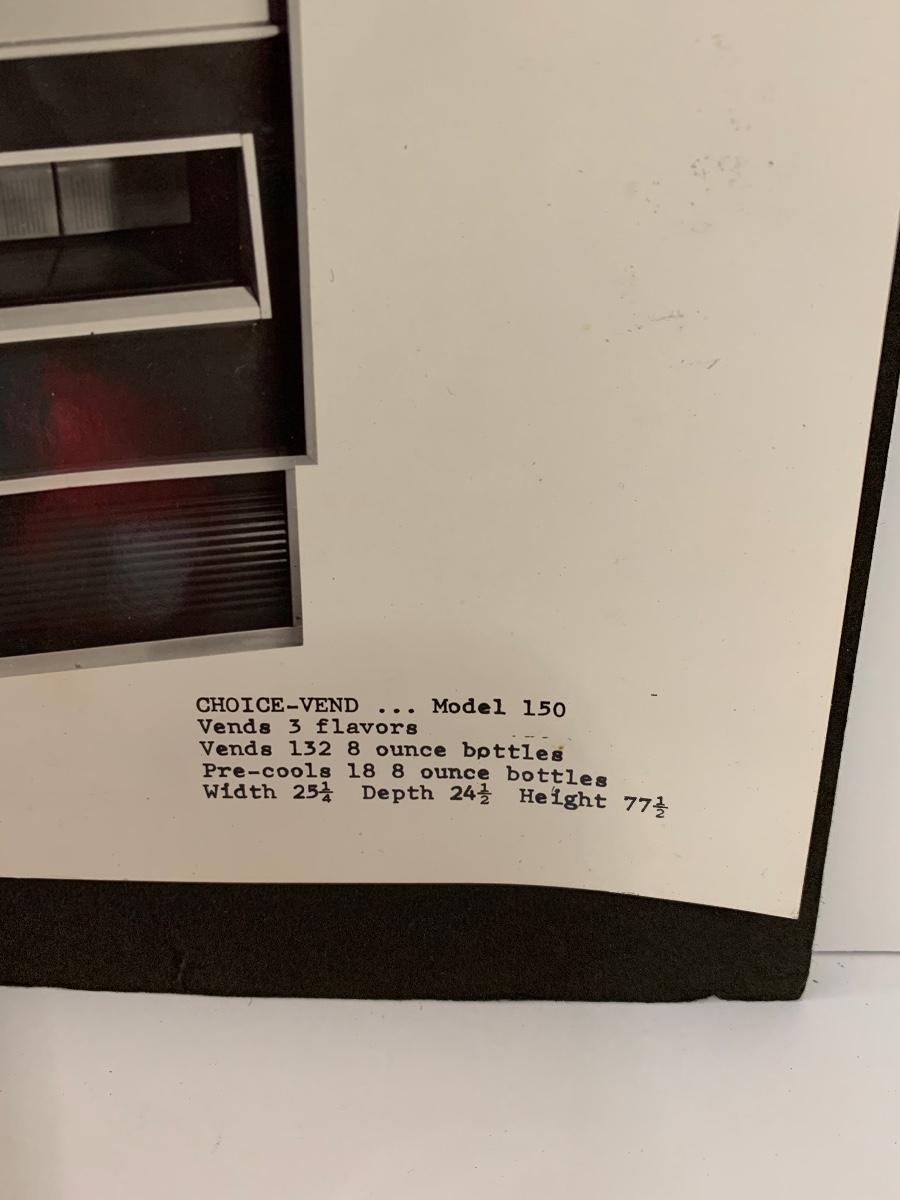 CHOICE-VEND ... Model 150
Vends 3 flavors
Vends 132 8 ounce bottles
Pre-cools 18 8 ounce bottles
Width 25¼ Depth 24½ Height 77½